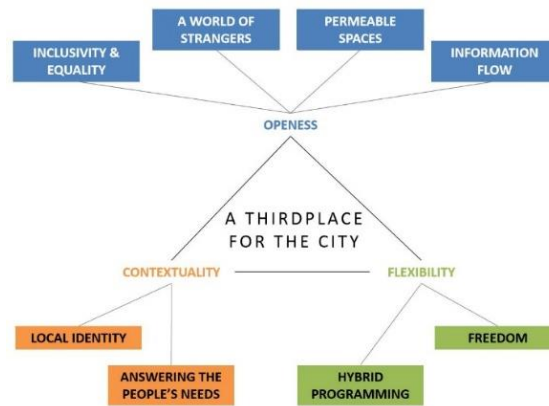 A WORLD OF
STRANGERS
PERMEABLE
SPACES
INCLUSIVITY &
EQUALITY
INFORMATION
FLOW
OPENESS
A THIRDPLACE
FOR THE CITY
CONTEXTUALITY
FLEXIBILITY
LOCAL IDENTITY
FREEDOM
ANSWERING THE
PEOPLE'S NEEDS
HYBRID
PROGRAMMING